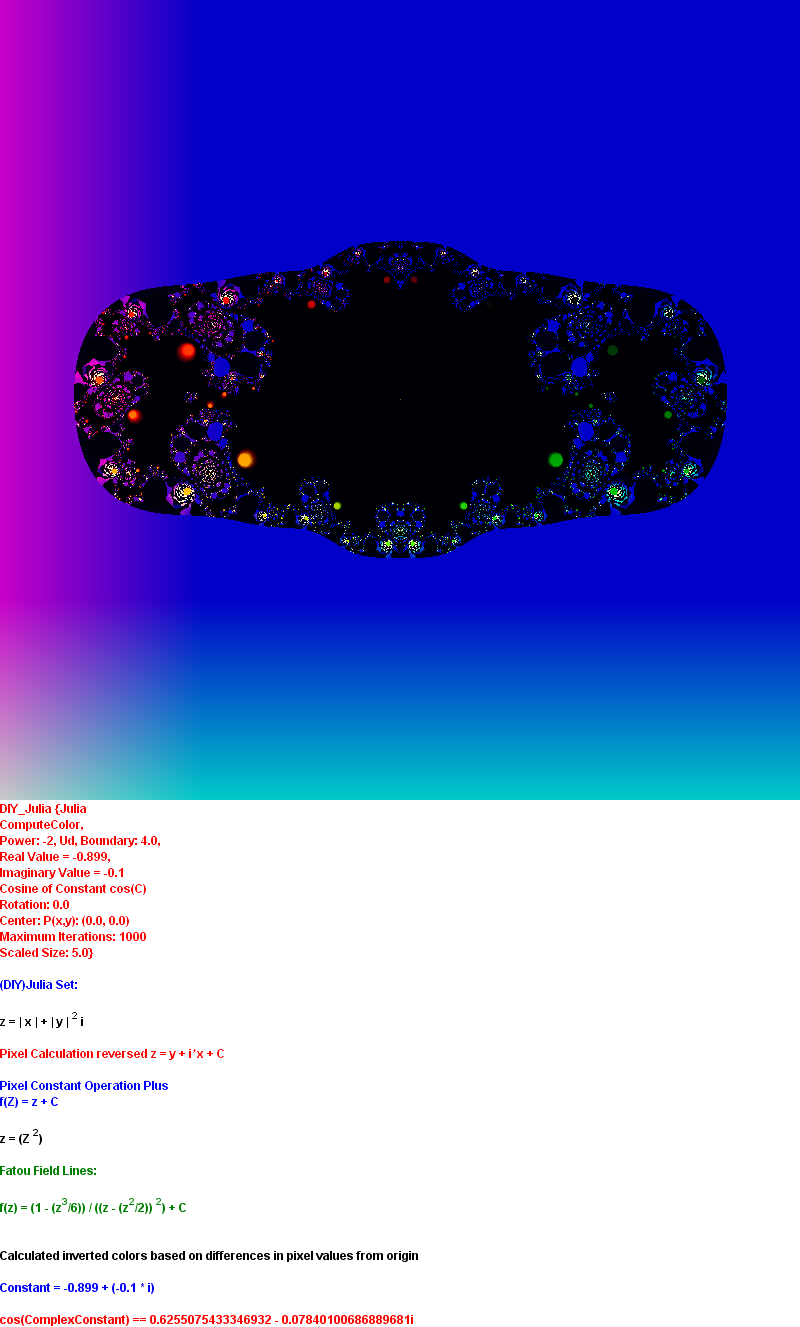 DIY_Julia {Julia
ComputeColor,
Power: -2, Ud, Boundary: 4.0,
Real Value = -0.899,
Imaginary Value = -0.1
Cosine of Constant cos(C)
Rotation: 0.0
Center: P(x,y): (0.0, 0.0)
Maximum Iterations: 1000
Scaled Size: 5.0}
(DIY)Julia Set:
z = | x | + | y | ² i
Pixel Calculation reversed z = y + i*x + C
Pixel Constant Operation Plus
f(Z) = z + C
z = (Z ²)
Fatou Field Lines:
f(z) = (1 - (z³/6)) / ((z - (z²/2)) ²) + C
Calculated inverted colors based on differences in pixel values from origin
Constant = -0.899 + (-0.1 * i)
cos(ComplexConstant) == 0.6255075433346932 - 0.07840100686889681i